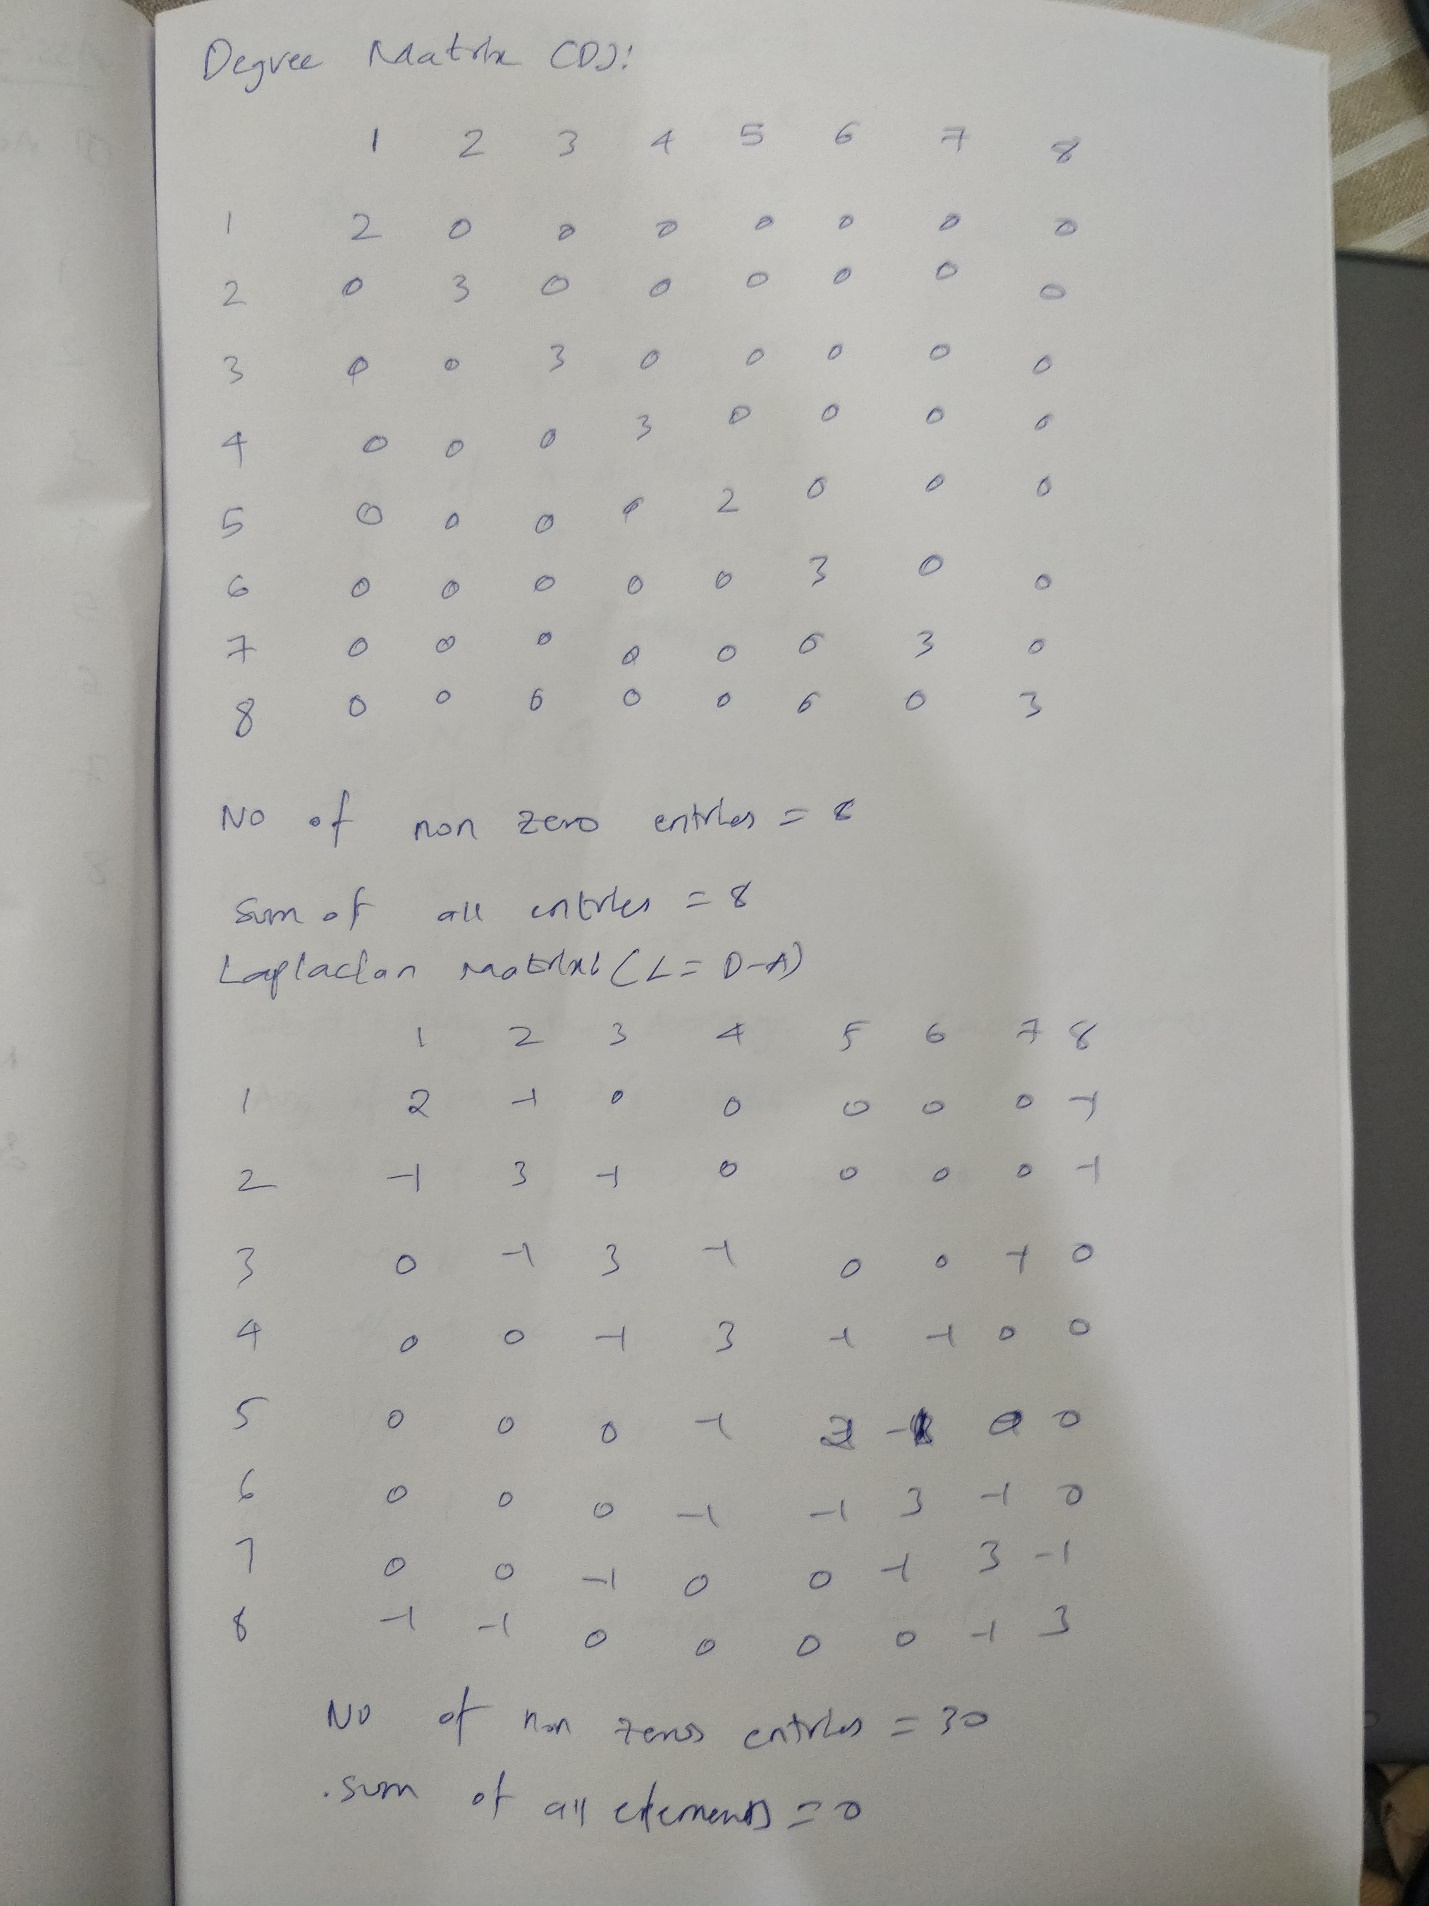 Degree Matrix (D):
1 2 3 4 5 6 7 8
1 2 0 0 0 0 0 0 0
2 0 3 0 0 0 0 0 0
3 0 0 3 0 0 0 0 0
4 0 0 0 3 0 0 0 0
5 0 0 0 0 2 0 0 0
6 0 0 0 0 0 3 0 0
7 0 0 0 0 0 0 3 0
8 0 0 0 0 0 0 0 3
No of non zero entries = 8
Sum of all entries = 8
Laplacian Matrix (L = D-A)
1 2 3 4 5 6 7 8
1 2 -1 0 0 0 0 0 -1
2 -1 3 -1 0 0 0 0 -1
3 0 -1 3 -1 0 0 -1 0
4 0 0 -1 3 -1 -1 0 0
5 0 0 0 -1 2 -1 0 0
6 0 0 0 -1 -1 3 -1 0
7 0 0 -1 0 0 -1 3 -1
8 -1 -1 0 0 0 0 -1 3
No of non zeros entries = 30
. Sum of all elements = 0